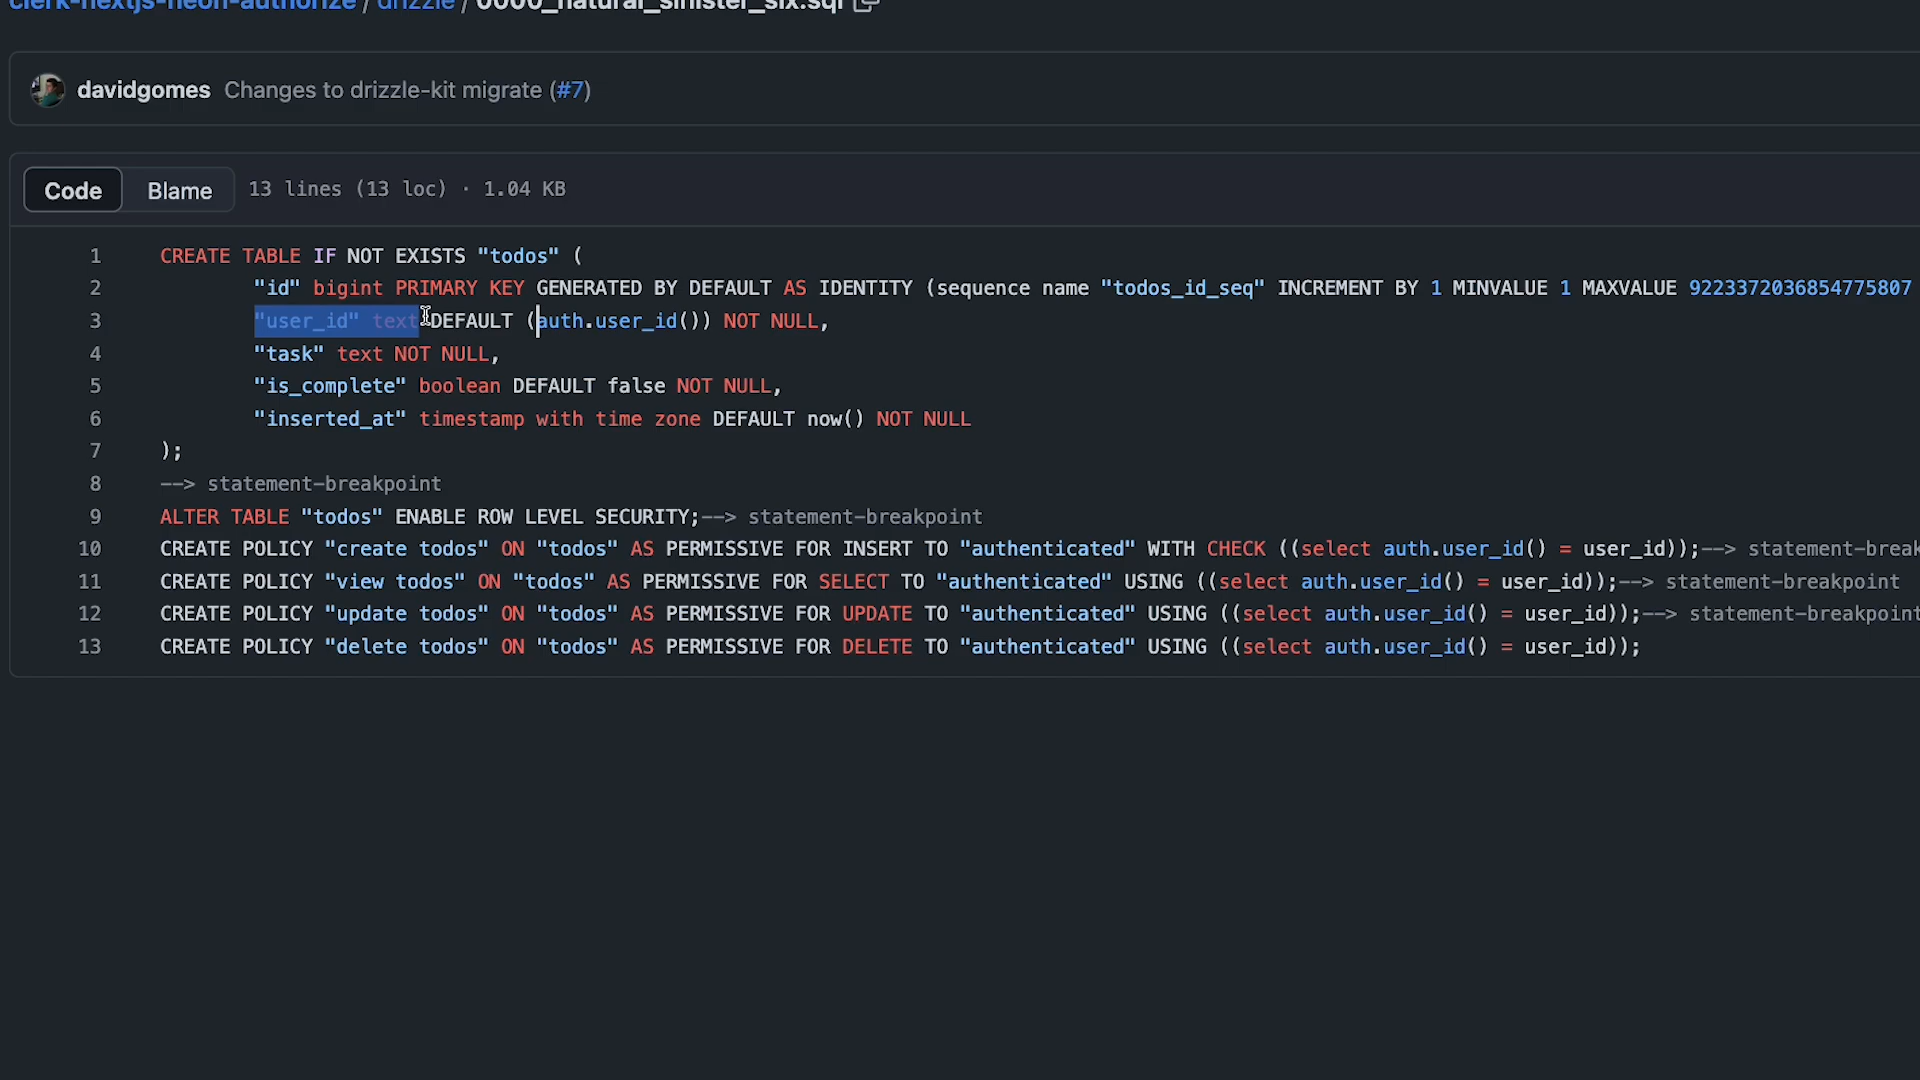 clerk-nextjs-neon-authorize / drizzle / 0000_natural_sinister_six.sql
davidgomes Changes to drizzle-kit migrate (#7)
Code Blame 13 lines (13 loc) · 1.04 KB
1 CREATE TABLE IF NOT EXISTS "todos" (
2 "id" bigint PRIMARY KEY GENERATED BY DEFAULT AS IDENTITY (sequence name "todos_id_seq" INCREMENT BY 1 MINVALUE 1 MAXVALUE 9223372036854775807
3 "user_id" text DEFAULT (auth.user_id()) NOT NULL,
4 "task" text NOT NULL,
5 "is_complete" boolean DEFAULT false NOT NULL,
6 "inserted_at" timestamp with time zone DEFAULT now() NOT NULL
7 );
8 --> statement-breakpoint
9 ALTER TABLE "todos" ENABLE ROW LEVEL SECURITY;--> statement-breakpoint
10 CREATE POLICY "create todos" ON "todos" AS PERMISSIVE FOR INSERT TO "authenticated" WITH CHECK ((select auth.user_id() = user_id));--> statement-break
11 CREATE POLICY "view todos" ON "todos" AS PERMISSIVE FOR SELECT TO "authenticated" USING ((select auth.user_id() = user_id));--> statement-breakpoint
12 CREATE POLICY "update todos" ON "todos" AS PERMISSIVE FOR UPDATE TO "authenticated" USING ((select auth.user_id() = user_id));--> statement-breakpoint
13 CREATE POLICY "delete todos" ON "todos" AS PERMISSIVE FOR DELETE TO "authenticated" USING ((select auth.user_id() = user_id));